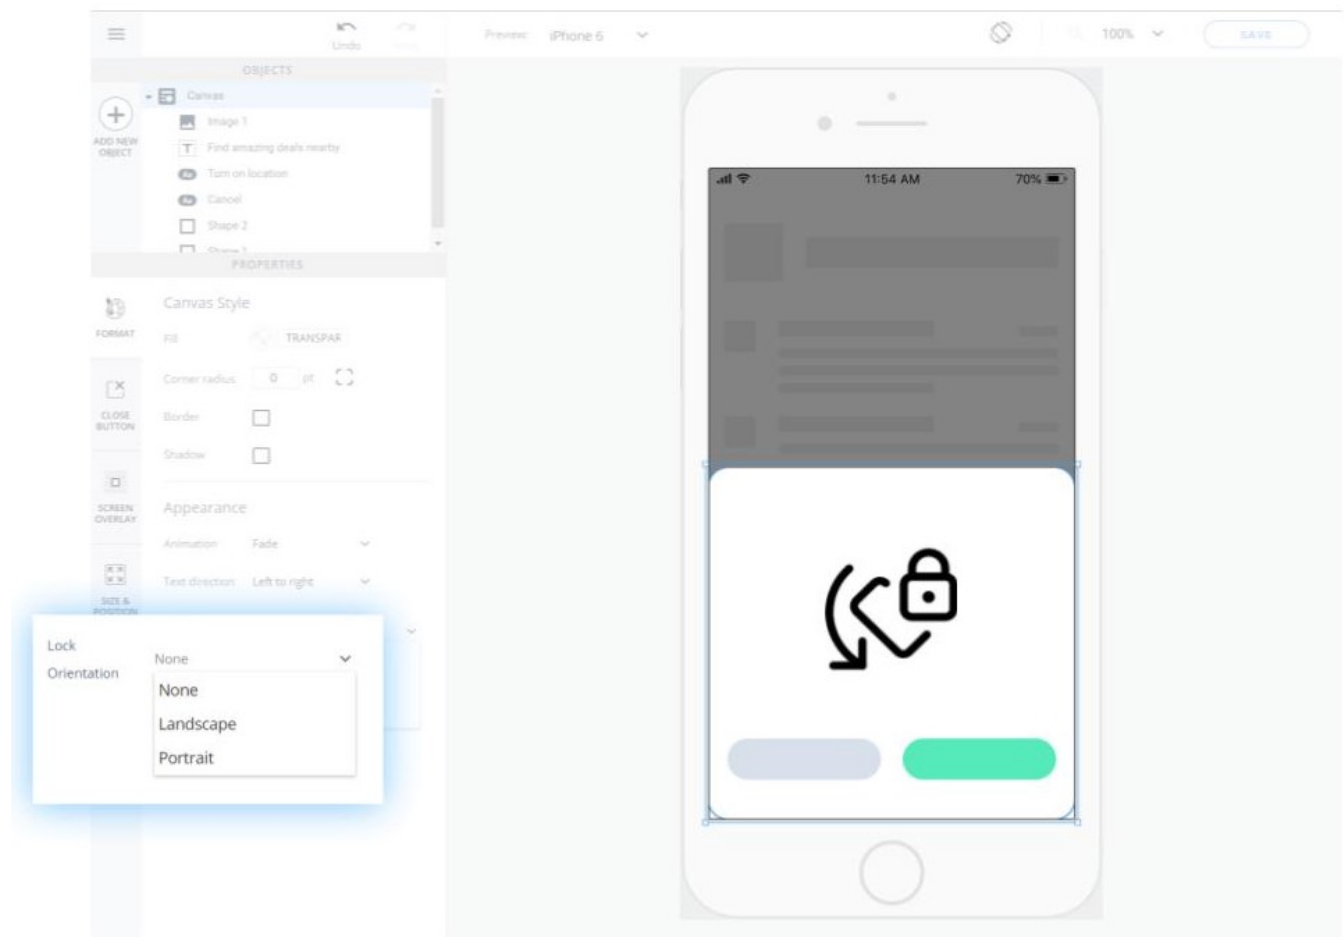 Undo
Preview: iPhone 6
100%
SAVE
OBJECTS
Canvas
Image 1
ADD NEW
OBJECT
Find amazing deals nearby
Turn on location
Cancel
Shape 2
PROPERTIES
Canvas Style
FORMAT
Fill
TRANSPAR
Corner radius 0 pt
CLOSE
BUTTON
Border
Shadow
SCREEN
OVERLAY
Appearance
Animation Fade
Text direction Left to right
SIZE &
POSITION
Lock
Orientation
None
None
Landscape
Portrait
11:54 AM
70%